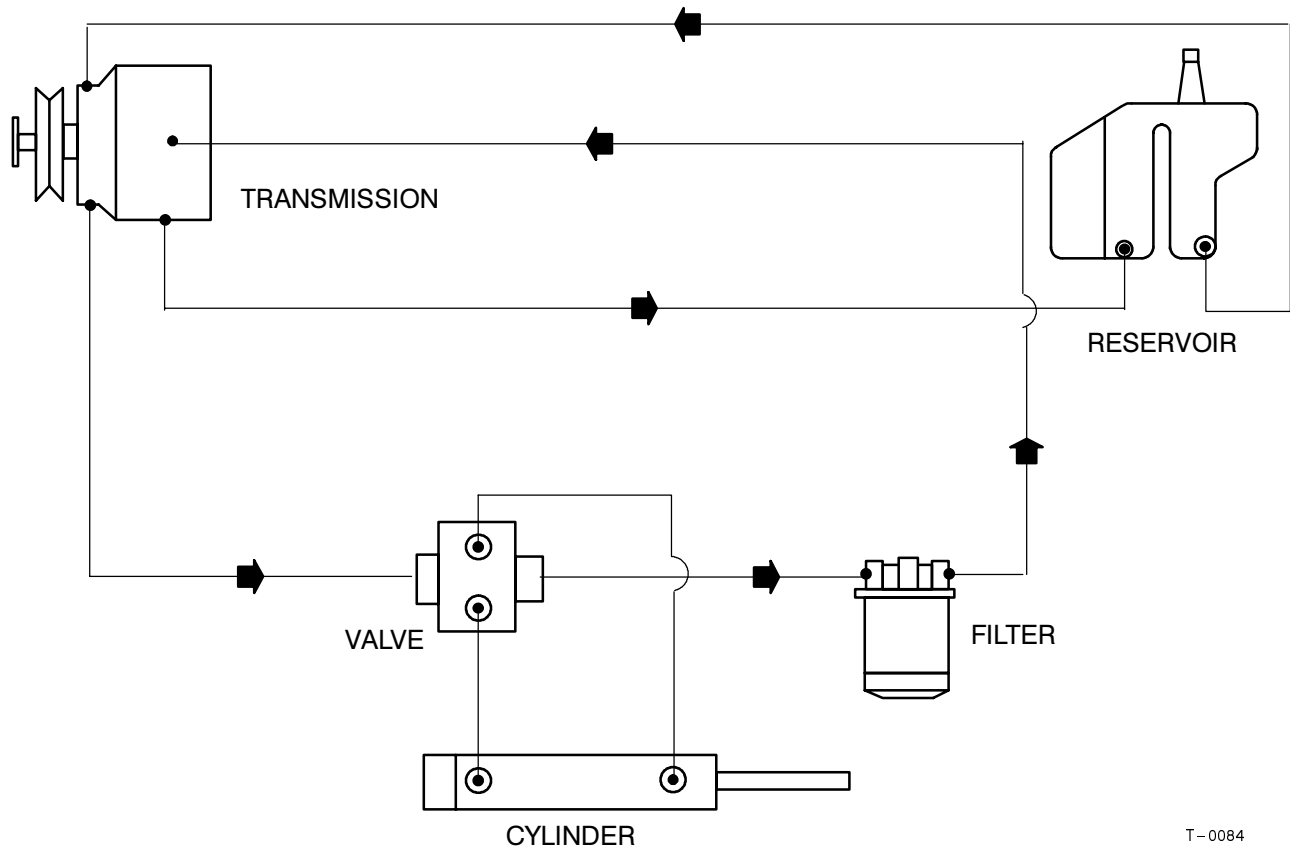 TRANSMISSION
RESERVOIR
VALVE
FILTER
CYLINDER
T-0084